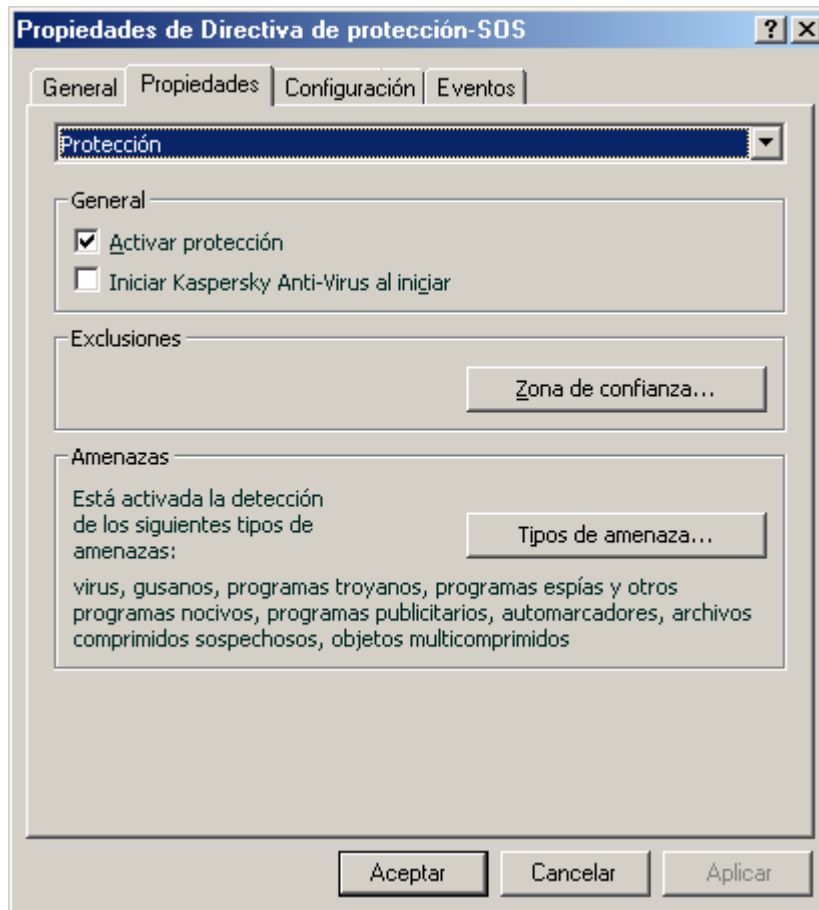 Propiedades de Directiva de protección-SOS
General Propiedades Configuración Eventos
Protección
General
Activar protección
Iniciar Kaspersky Anti-Virus al iniciar
Exclusiones
Zona de confianza...
Amenazas
Está activada la detección
de los siguientes tipos de
amenazas:
Tipos de amenaza...
virus, gusanos, programas troyanos, programas espías y otros
programas nocivos, programas publicitarios, automarcadores, archivos
comprimidos sospechosos, objetos multicomprimidos
Aceptar Cancelar Aplicar